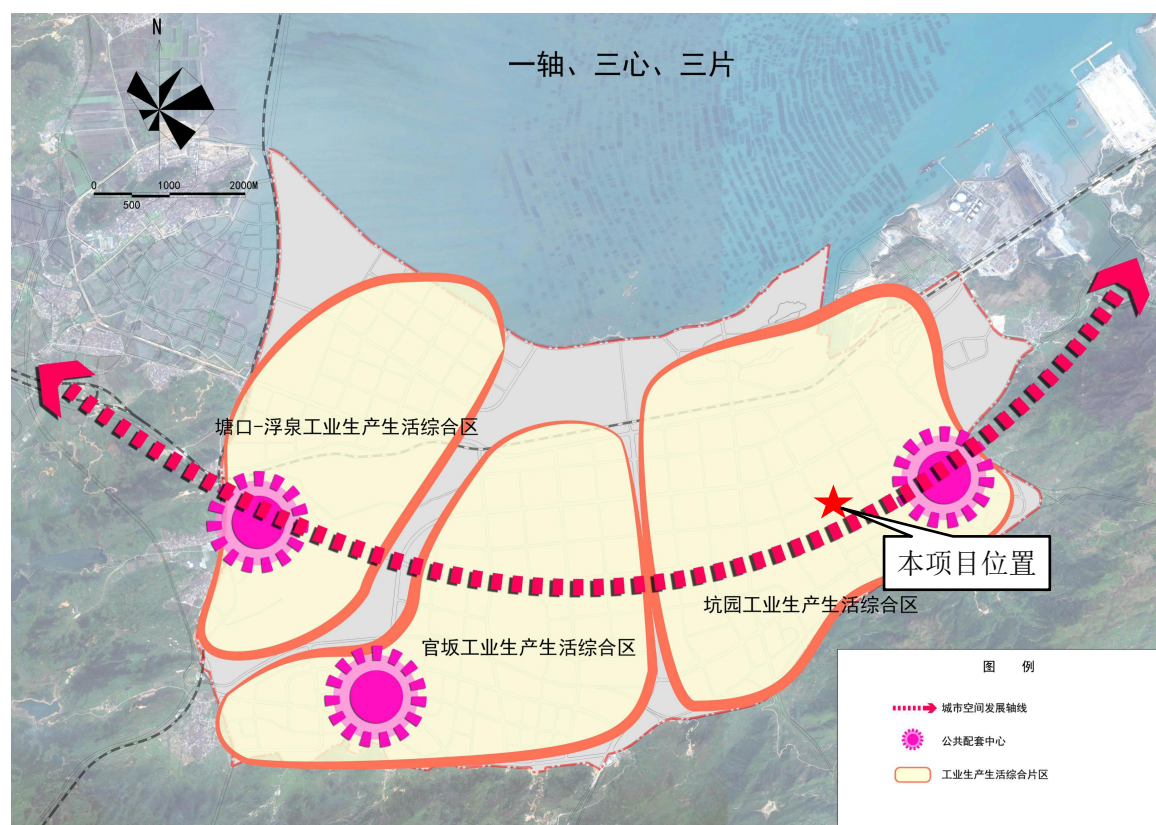 一轴、三心、三片
N
0 1000 2000M
500
塘口-浮泉工业生产生活综合区
本项目位置
坑园工业生产生活综合区
官坂工业生产生活综合区
图 例
城市空间发展轴线
公共配套中心
工业生产生活综合片区